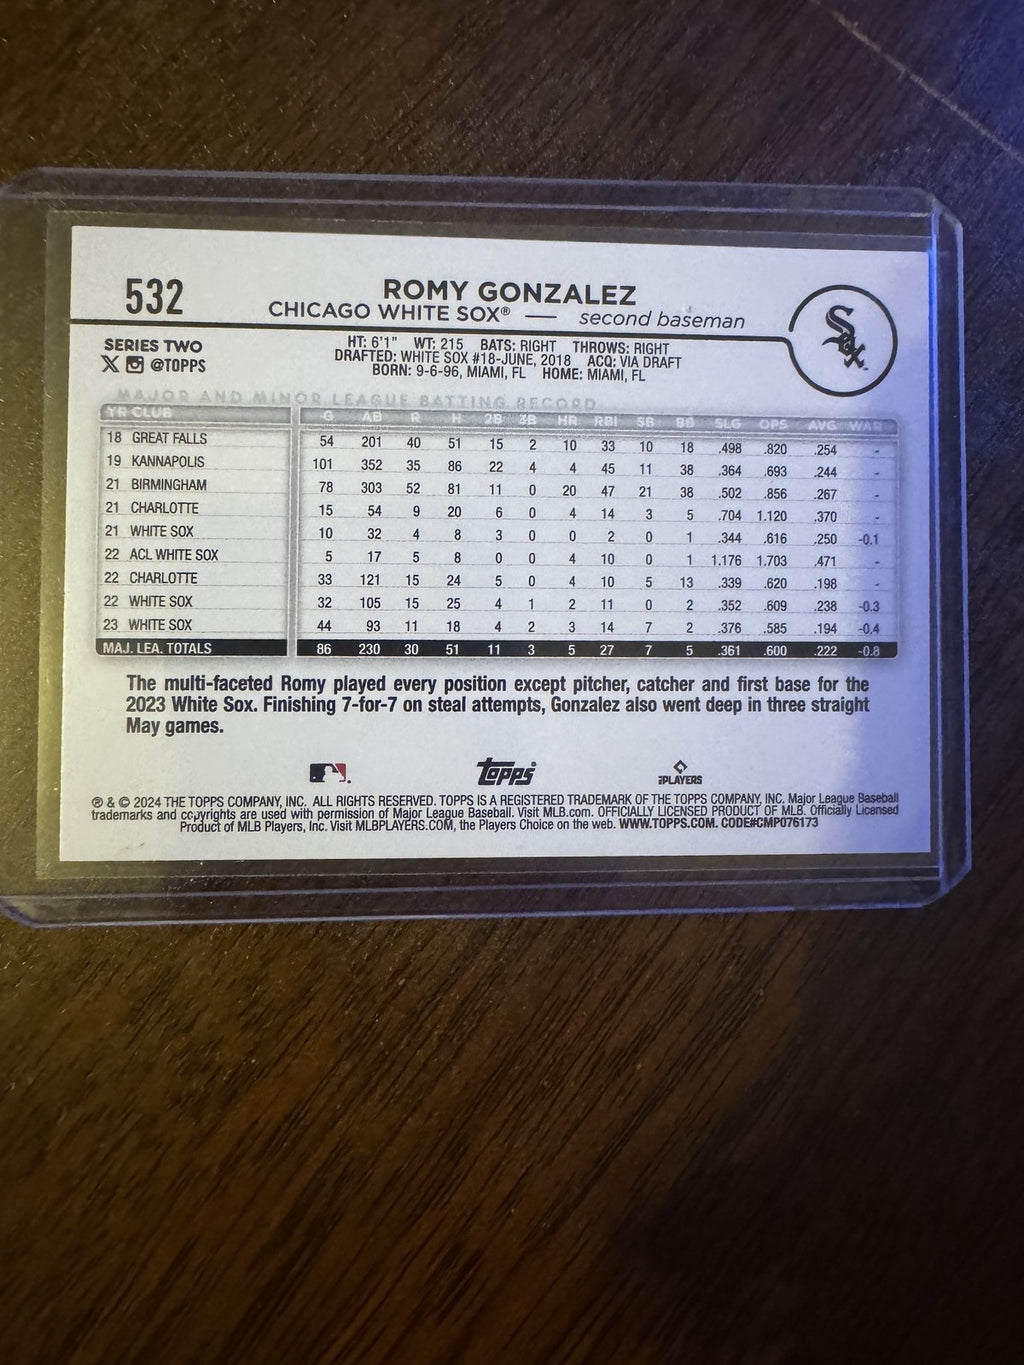 532
ROMY GONZALEZ
CHICAGO WHITE SOX® — second baseman
Sox
SERIES TWO
@TOPPS
HT: 6'1" WT: 215 BATS: RIGHT THROWS: RIGHT
DRAFTED: WHITE SOX #18-JUNE, 2018 ACQ: VIA DRAFT
BORN: 9-6-96, MIAMI, FL HOME: MIAMI, FL
MAJOR AND MINOR LEAGUE BATTING RECORD
YR CLUB G AB R H 2B 3B HR RBI SB BB SLG OPS AVG WAR
18 GREAT FALLS 54 201 40 51 15 2 10 33 10 18 .498 .820 .254 -
19 KANNAPOLIS 101 352 35 86 22 4 4 45 11 38 .364 .693 .244 -
21 BIRMINGHAM 78 303 52 81 11 0 20 47 21 38 .502 .856 .267 -
21 CHARLOTTE 15 54 9 20 6 0 4 14 3 5 .704 1.120 .370 -
21 WHITE SOX 10 32 4 8 3 0 0 2 0 1 .344 .616 .250 -0.1
22 ACL WHITE SOX 5 17 5 8 0 0 4 10 0 1 1.176 1.703 .471 -
22 CHARLOTTE 33 121 15 24 5 0 4 10 5 13 .339 .620 .198 -
22 WHITE SOX 32 105 15 25 4 1 2 11 0 2 .352 .609 .238 -0.3
23 WHITE SOX 44 93 11 18 4 2 3 14 7 2 .376 .585 .194 -0.4
MAJ. LEA. TOTALS 86 230 30 51 11 3 5 27 7 5 .361 .600 .222 -0.8
The multi-faceted Romy played every position except pitcher, catcher and first base for the
2023 White Sox. Finishing 7-for-7 on steal attempts, Gonzalez also went deep in three straight
May games.
Topps
PLAYERS
® & © 2024 THE TOPPS COMPANY, INC. ALL RIGHTS RESERVED. TOPPS IS A REGISTERED TRADEMARK OF THE TOPPS COMPANY, INC. Major League Baseball
trademarks and copyrights are used with permission of Major League Baseball. Visit MLB.com. OFFICIALLY LICENSED PRODUCT OF MLB. Officially Licensed
Product of MLB Players, Inc. Visit MLBPLAYERS.COM, the Players Choice on the web. WWW.TOPPS.COM. CODE#CMP076173